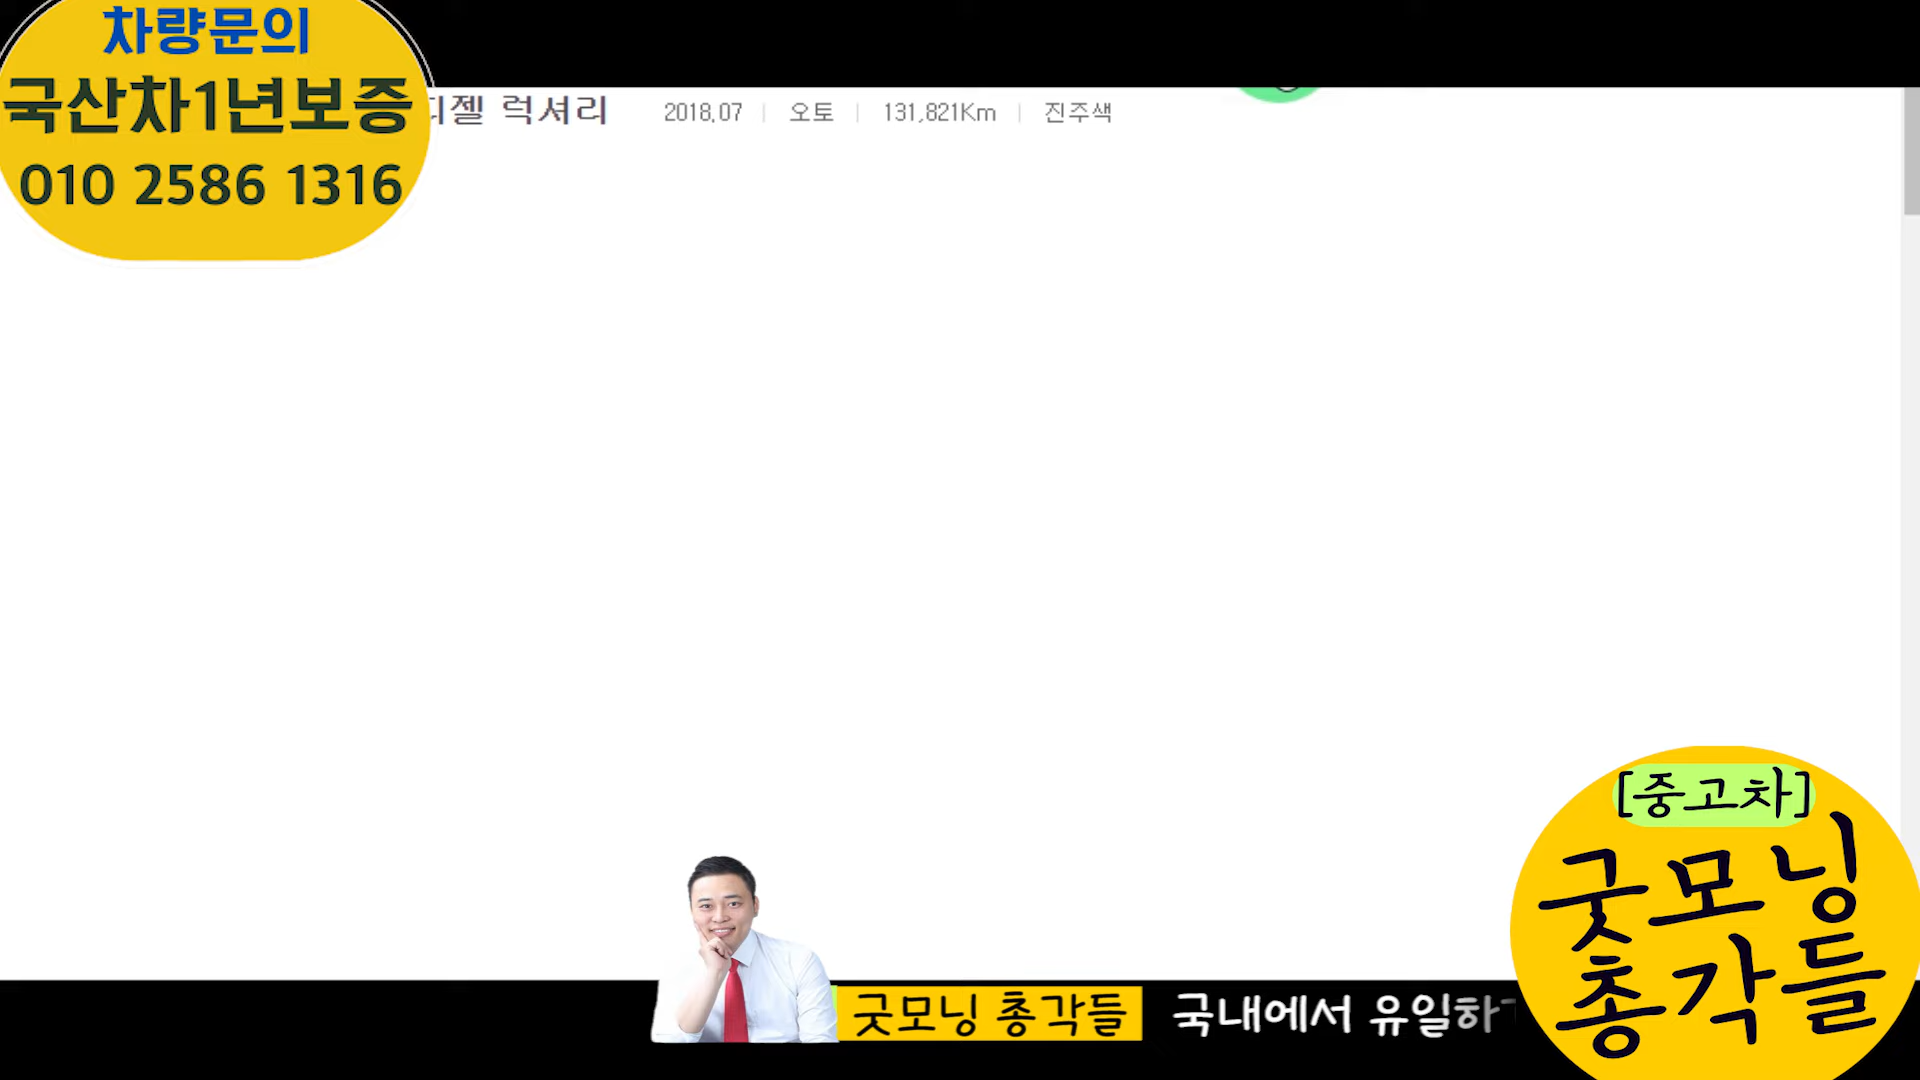 차량문의
국산차1년보증
010 2586 1316
디젤 럭셔리 2018.07 오토 131,821Km 진주색
[중고차]
굿모닝
총각들
굿모닝 총각들 국내에서 유일하